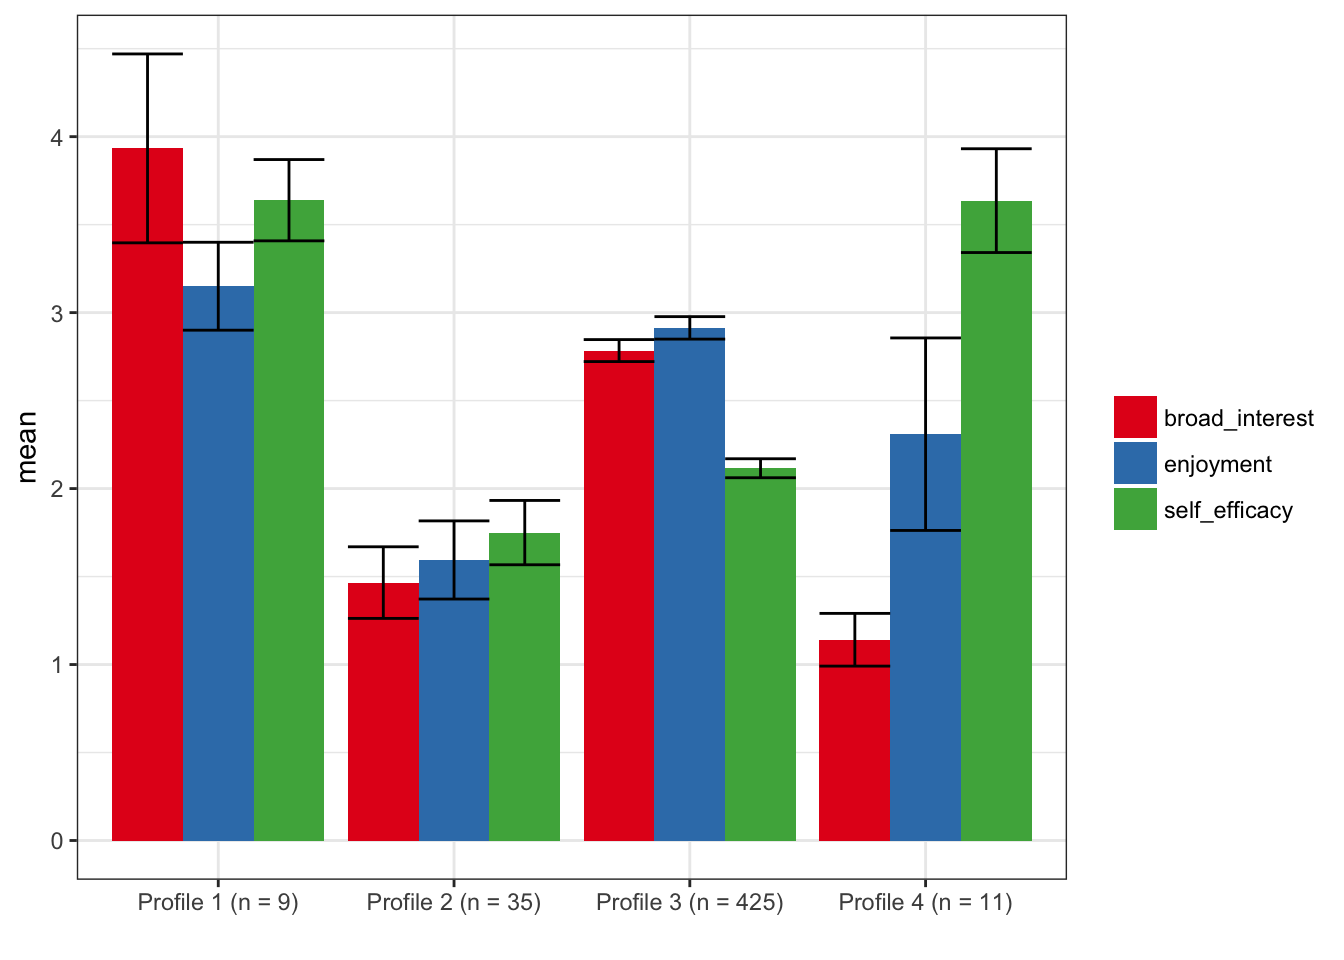 mean
4
3
2
1
0
Profile 1 (n = 9)
Profile 2 (n = 35)
Profile 3 (n = 425)
Profile 4 (n = 11)
broad_interest
enjoyment
self_efficacy